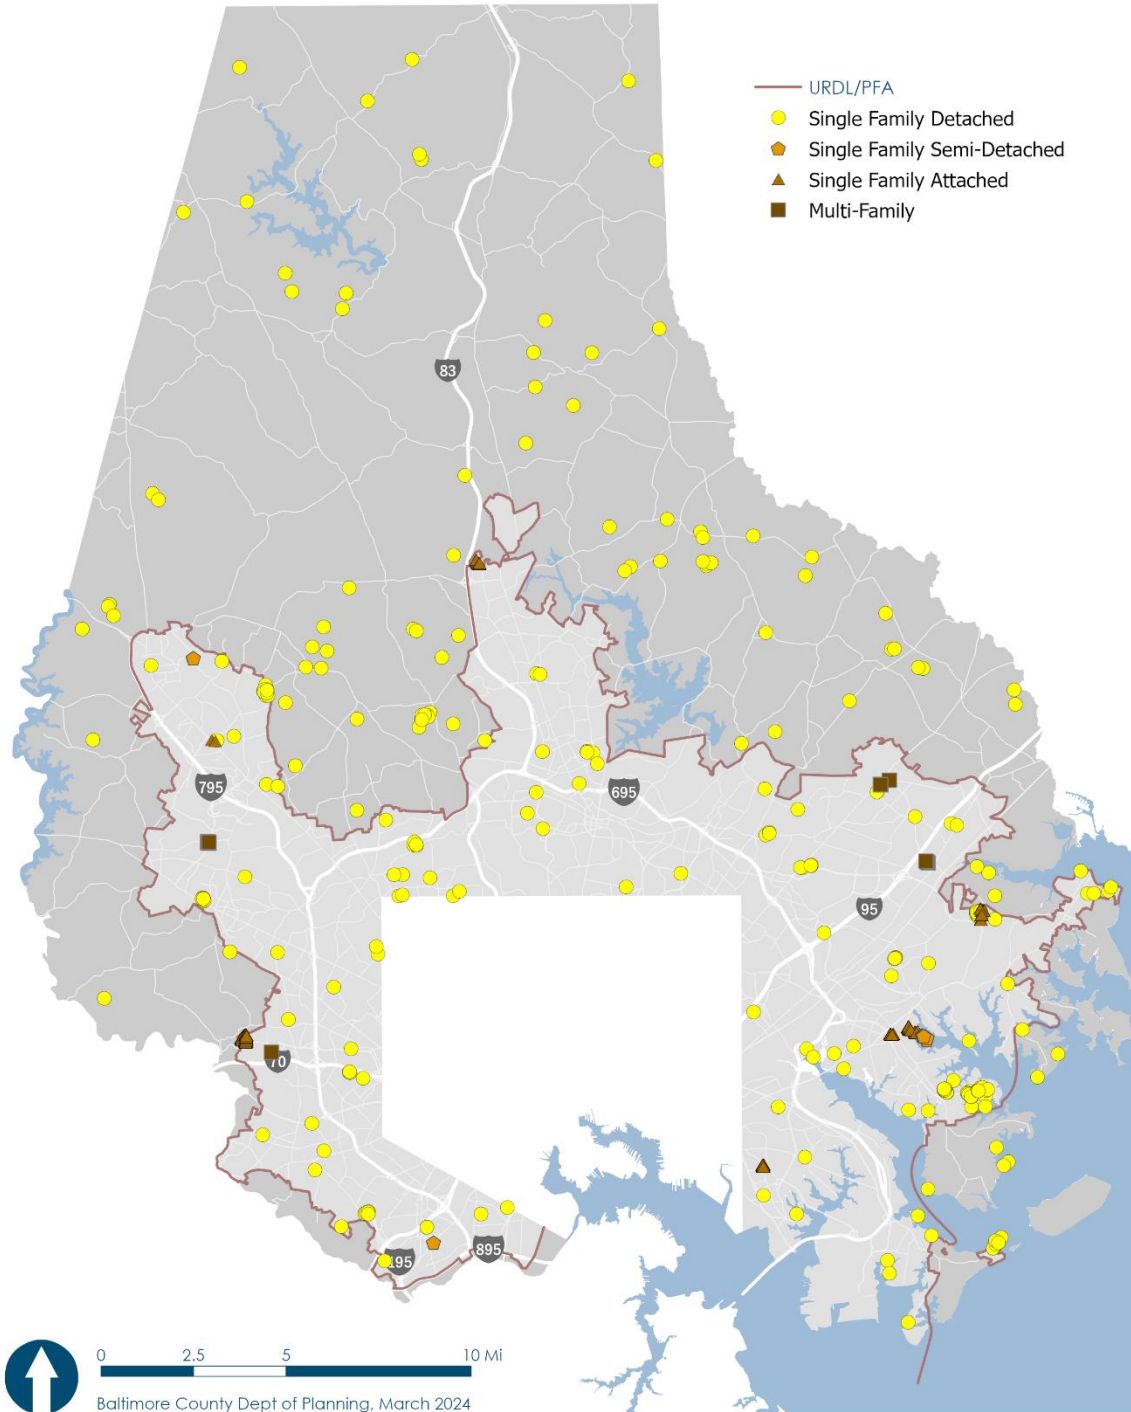 URDL/PFA
Single Family Detached
Single Family Semi-Detached
Single Family Attached
Multi-Family
83
795
695
95
70
195
895
0 2.5 5 10 Mi
Baltimore County Dept of Planning, March 2024